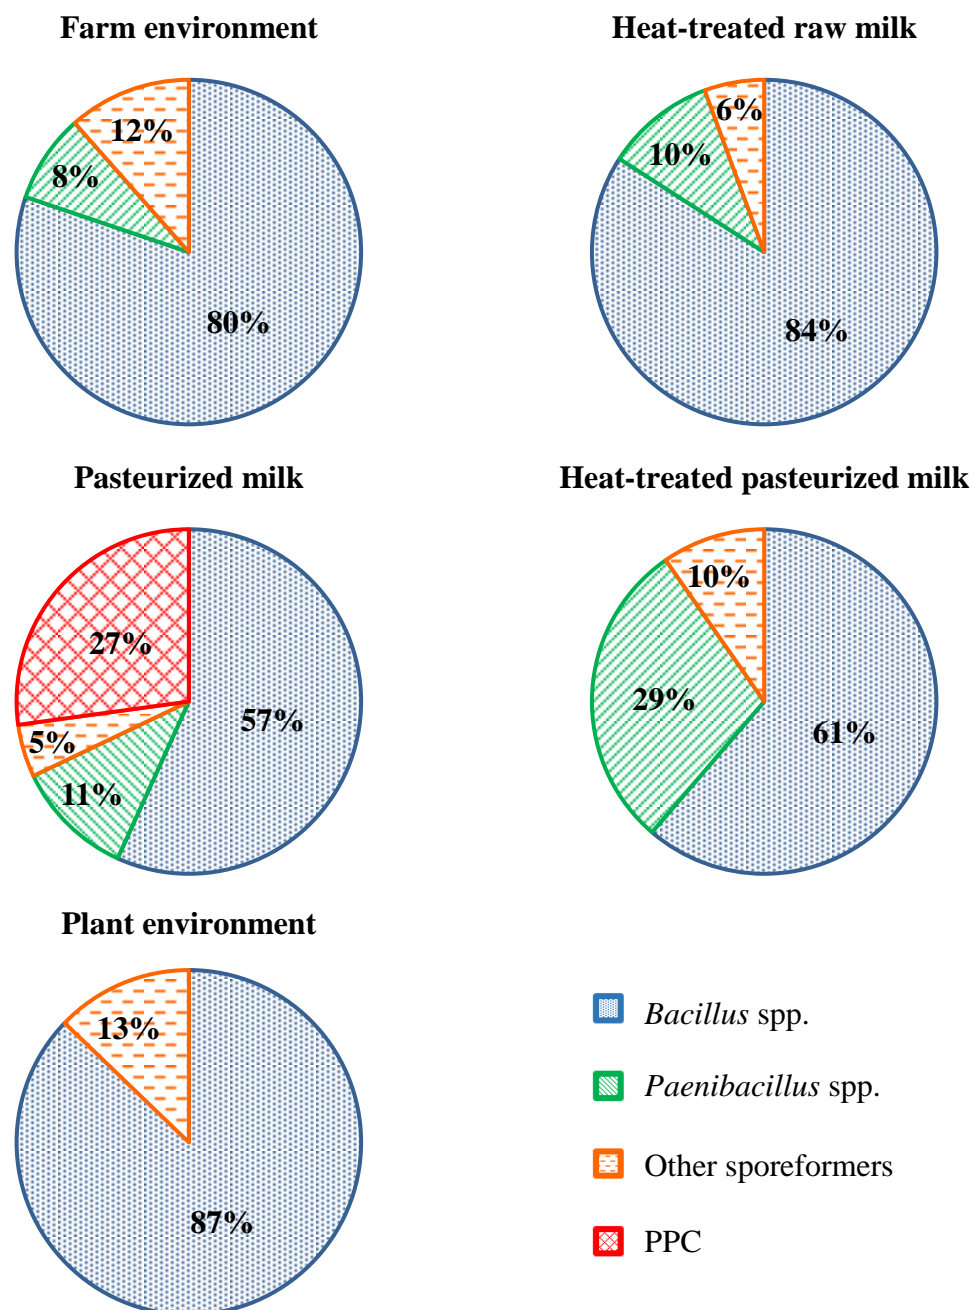 Farm environment
12%
8%
80%
Heat-treated raw milk
6%
10%
84%
Pasteurized milk
27%
57%
5%
11%
Heat-treated pasteurized milk
10%
29%
61%
Plant environment
13%
87%
Bacillus spp.
Paenibacillus spp.
Other sporeformers
PPC